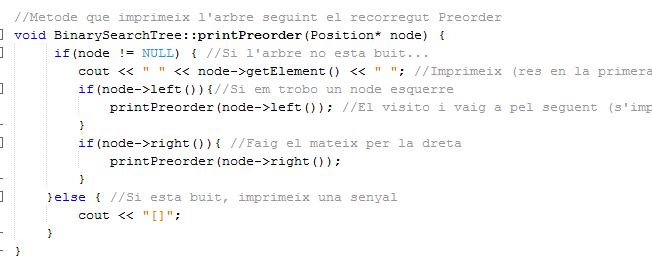 //Metode que imprimeix l'arbre seguint el recorregut Preorder
void BinarySearchTree::printPreorder(Position* node) {
if(node != NULL) { //Si l'arbre no esta buit...
cout << " " << node->getElement() << " "; //Imprimeix (res en la primera
if(node->left()){//Si em trobo un node esquerre
printPreorder(node->left()); //El visito i vaig a pel seguent (s'imp
}
if(node->right()){ //Faig el mateix per la dreta
printPreorder(node->right());
}
}else { //Si esta buit, imprimeix una senyal
cout << "[]";
}
}